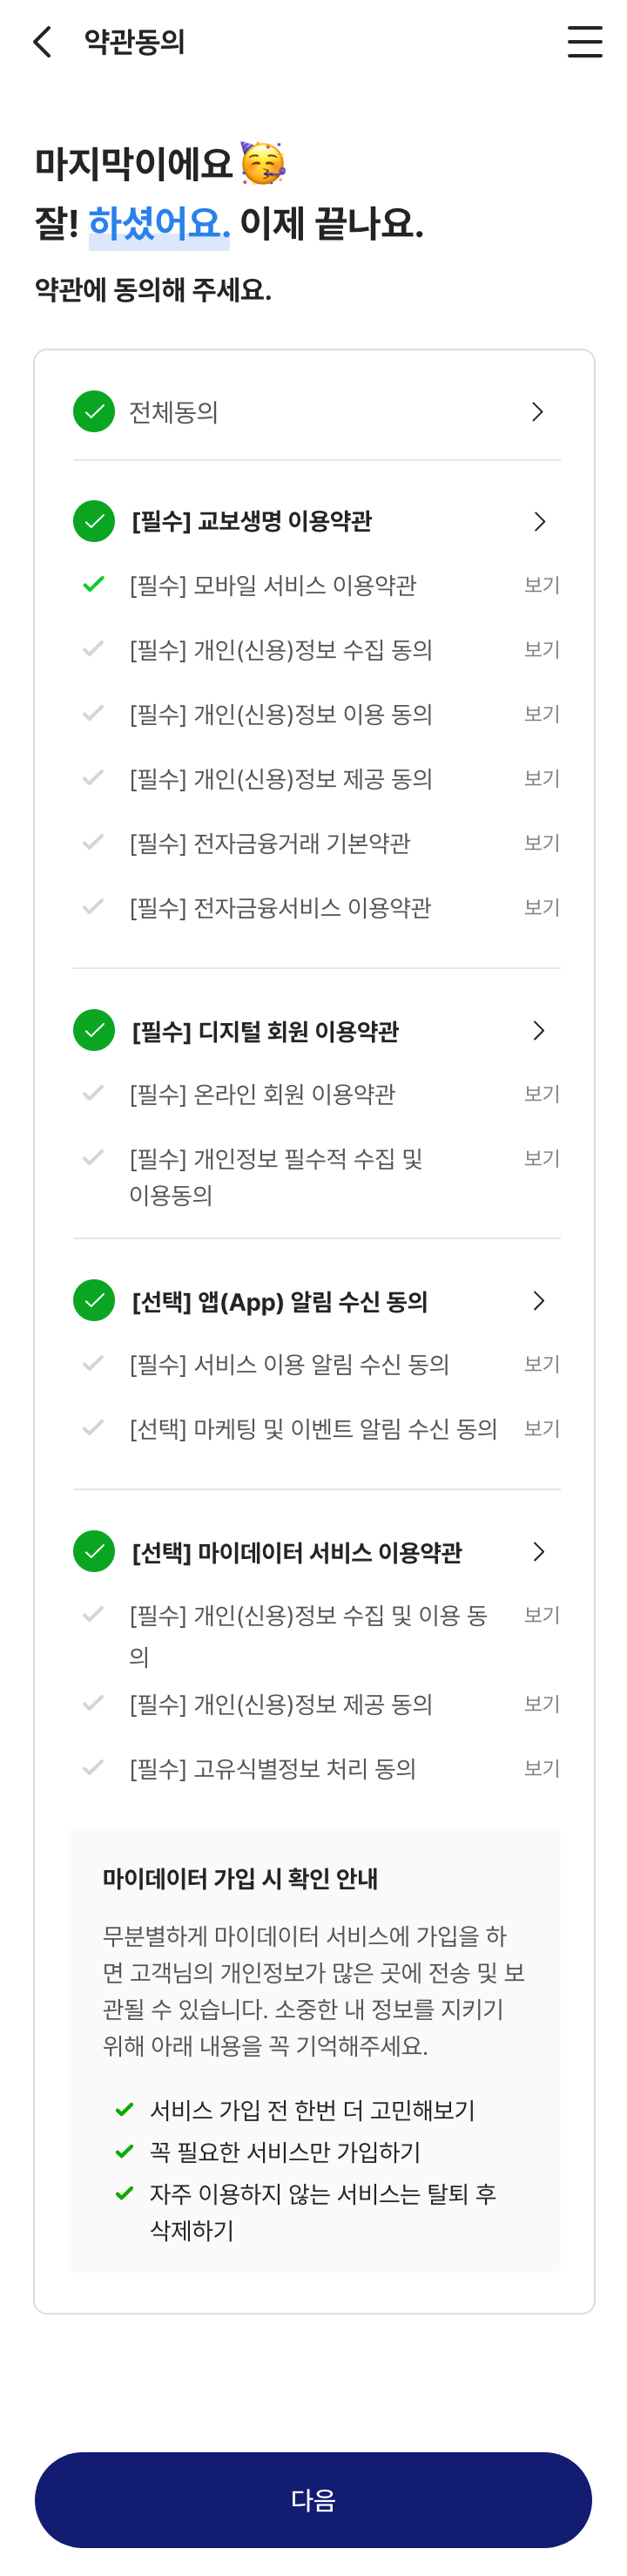 약관동의
마지막이에요
잘! 하셨어요. 이제 끝나요.
약관에 동의해 주세요.
전체동의
[필수] 교보생명 이용약관
[필수] 모바일 서비스 이용약관 보기
[필수] 개인(신용)정보 수집 동의 보기
[필수] 개인(신용)정보 이용 동의 보기
[필수] 개인(신용)정보 제공 동의 보기
[필수] 전자금융거래 기본약관 보기
[필수] 전자금융서비스 이용약관 보기
[필수] 디지털 회원 이용약관
[필수] 온라인 회원 이용약관 보기
[필수] 개인정보 필수적 수집 및 보기
이용동의
[선택] 앱(App) 알림 수신 동의
[필수] 서비스 이용 알림 수신 동의 보기
[선택] 마케팅 및 이벤트 알림 수신 동의 보기
[선택] 마이데이터 서비스 이용약관
[필수] 개인(신용)정보 수집 및 이용 동 보기
의
[필수] 개인(신용)정보 제공 동의 보기
[필수] 고유식별정보 처리 동의 보기
마이데이터 가입 시 확인 안내
무분별하게 마이데이터 서비스에 가입을 하
면 고객님의 개인정보가 많은 곳에 전송 및 보
관될 수 있습니다. 소중한 내 정보를 지키기
위해 아래 내용을 꼭 기억해주세요.
서비스 가입 전 한번 더 고민해보기
꼭 필요한 서비스만 가입하기
자주 이용하지 않는 서비스는 탈퇴 후
삭제하기
다음